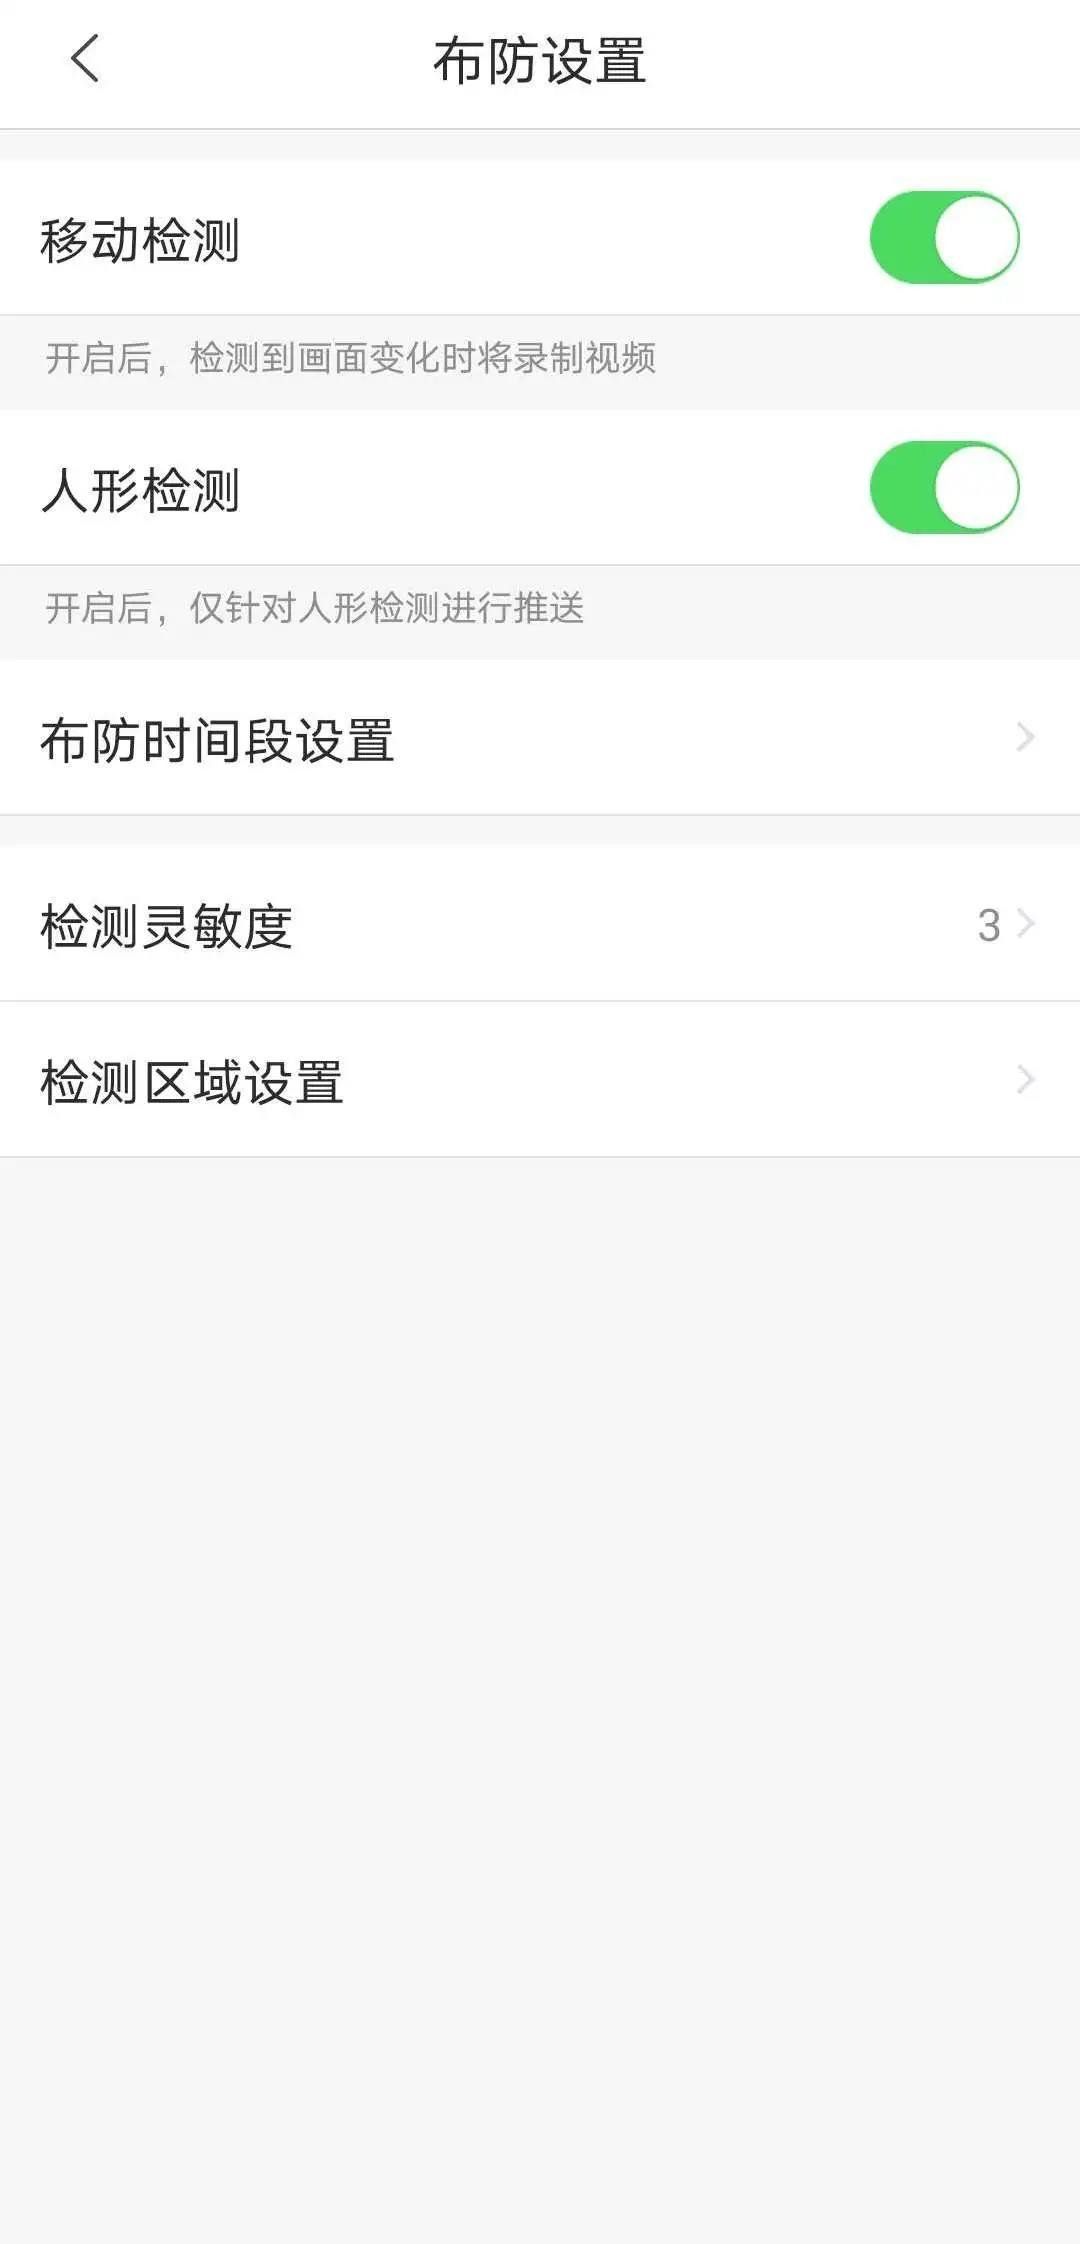 布防设置
移动检测
开启后，检测到画面变化时将录制视频
人形检测
开启后，仅针对人形检测进行推送
布防时间段设置
检测灵敏度 3
检测区域设置